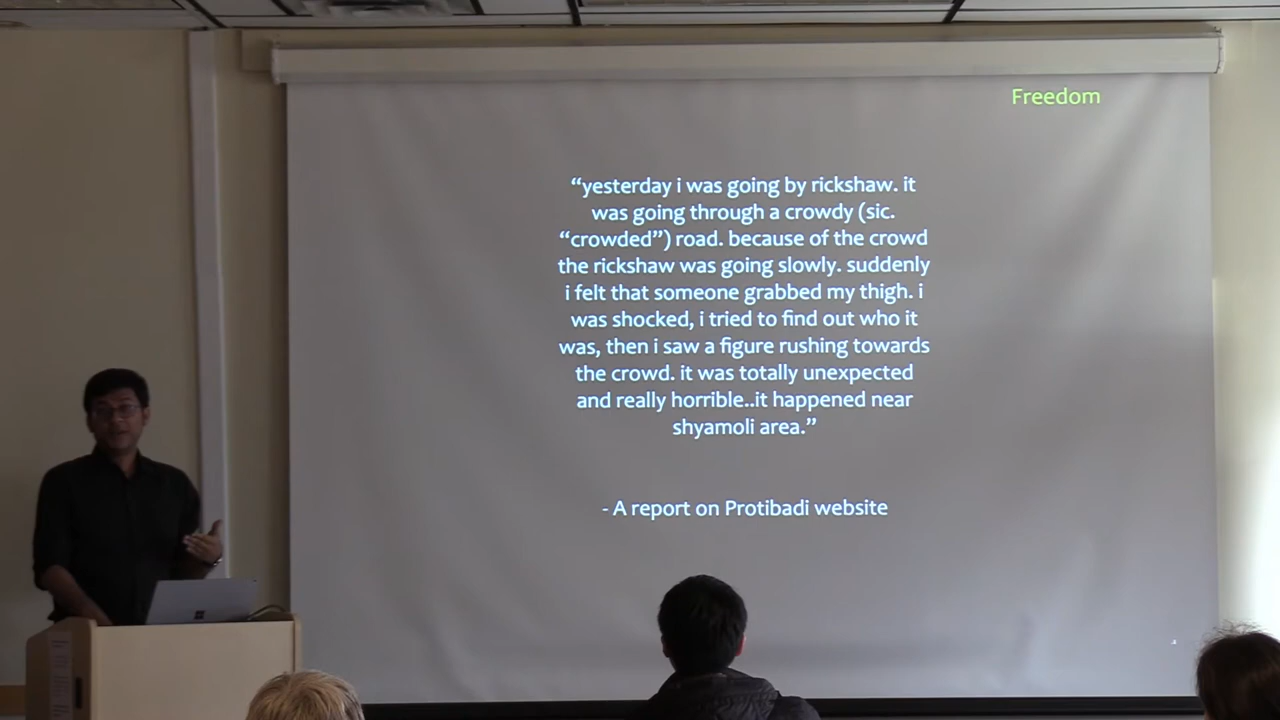 Freedom
“yesterday i was going by rickshaw. it
was going through a crowdy (sic.
“crowded”) road. because of the crowd
the rickshaw was going slowly. suddenly
i felt that someone grabbed my thigh. i
was shocked, i tried to find out who it
was, then i saw a figure rushing towards
the crowd. it was totally unexpected
and really horrible..it happened near
shyamoli area.”
- A report on Protibadi website